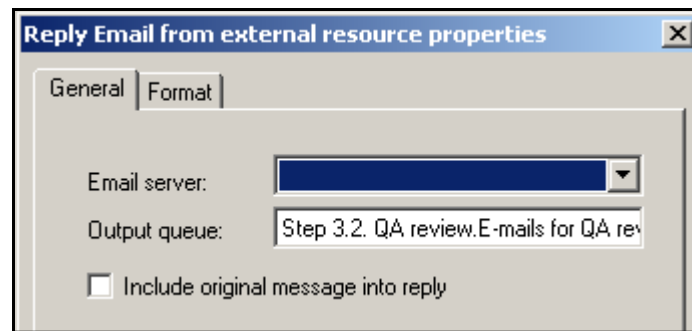 Reply Email from external resource properties
General Format
Email server:
Output queue: Step 3.2. QA review.E-mails for QA rev
Include original message into reply